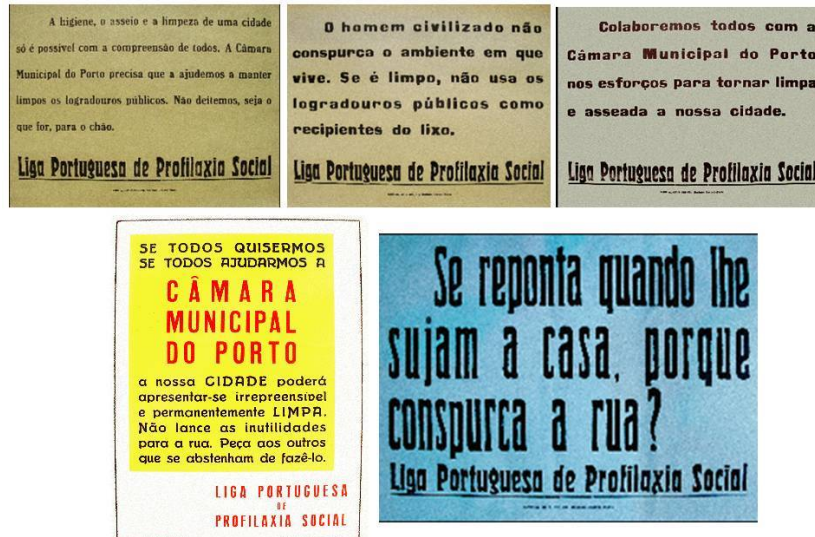 A higiene, o asseio e a limpeza de uma cidade
só é possivel com a compreensão de todos. A Câmara
Municipal do Porto precisa que a ajudemos a manter
limpos os logradouros públicos. Não deitemos, seja o
que for, para o chão.
Liga Portuguesa de Profilaxia Social
O homem civilizado não
conspurca o ambiente em que
vive. Se é limpo, não usa os
logradouros públicos como
recipientes do lixo.
Liga Portuguesa de Profilaxia Social
Colaboremos todos com a
Câmara Municipal do Porto
nos esforços para tornar limpa
e asseada a nossa cidade.
Liga Portuguesa de Profilaxia Social
SE TODOS QUISERMOS
SE TODOS AJUDARMOS A
CÂMARA
MUNICIPAL
DO PORTO
a nossa CIDADE poderá
apresentar-se irrepreensivel
e permanentemente LIMPA.
Não lance as inutilidades
para a rua. Peça aos outros
que se abstenham de fazê-lo.
LIGA PORTUGUESA
DE
PROFILAXIA SOCIAL
Se reponta quando lhe
sujam a casa, porque
conspurca a rua?
Liga Portuguesa de Profilaxia Social